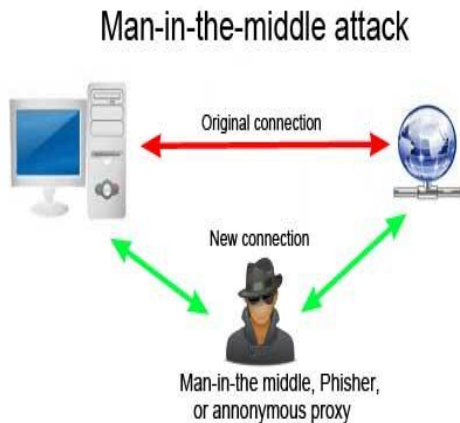 Man-in-the-middle attack
Original connection
New connection
Man-in-the middle, Phisher,
or annonymous proxy